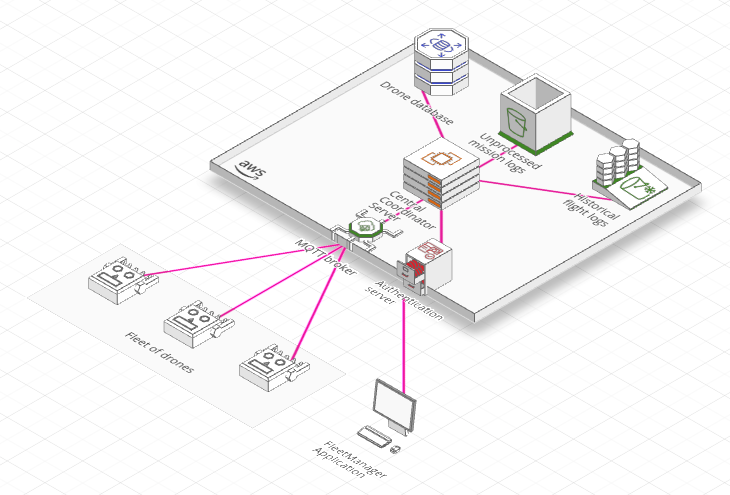 Drone database
Unprocessed
mission logs
aws
Central
Coordinator
Server
Historical
flight logs
MQTT broker
Authentication
server
Fleet of drones
FleetManager
Application